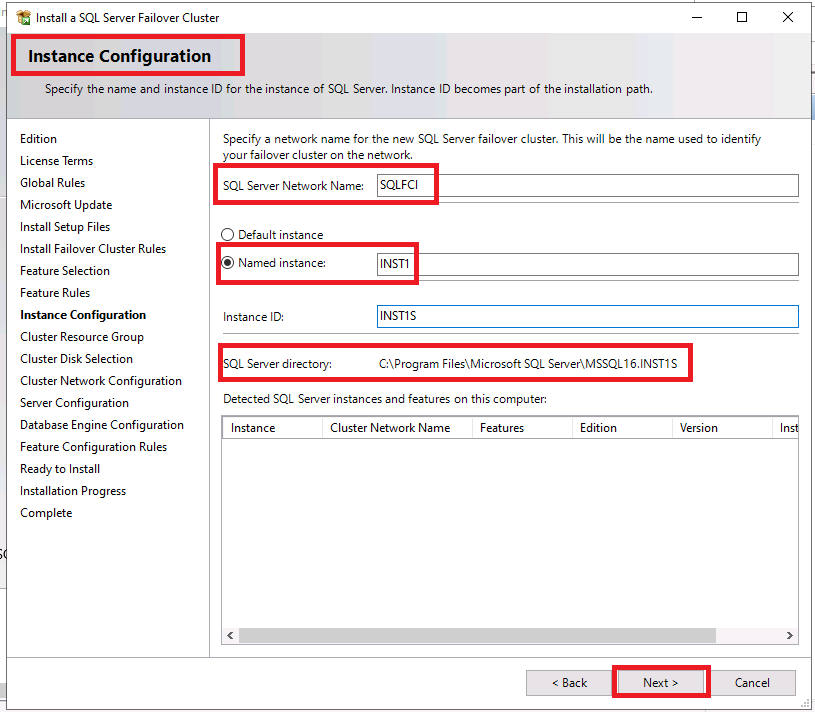 Install a SQL Server Failover Cluster
Instance Configuration
Specify the name and instance ID for the instance of SQL Server. Instance ID becomes part of the installation path.
Edition
License Terms
Global Rules
Microsoft Update
Install Setup Files
Install Failover Cluster Rules
Feature Selection
Feature Rules
Instance Configuration
Cluster Resource Group
Cluster Disk Selection
Cluster Network Configuration
Server Configuration
Database Engine Configuration
Feature Configuration Rules
Ready to Install
Installation Progress
Complete
Specify a network name for the new SQL Server failover cluster. This will be the name used to identify
your failover cluster on the network.
SQL Server Network Name: SQLFCI
Default instance
Named instance: INST1
Instance ID: INST1S
SQL Server directory: C:\Program Files\Microsoft SQL Server\MSSQL16.INST1S
Detected SQL Server instances and features on this computer:
Instance Cluster Network Name Features Edition Version Inst
< Back Next > Cancel